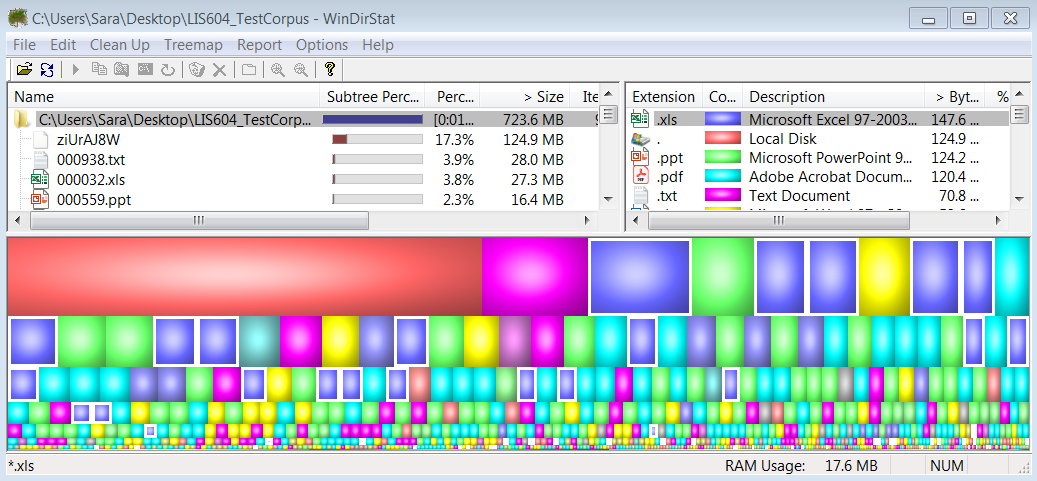 C:\Users\Sara\Desktop\LIS604_TestCorpus - WinDirStat
File Edit Clean Up Treemap Report Options Help
Name Subtree Perc... Perc... > Size Ite
C:\Users\Sara\Desktop\LIS604_TestCorp... [0:01... 723.6 MB
ziUrAJ8W 17.3% 124.9 MB
000938.txt 3.9% 28.0 MB
000032.xls 3.8% 27.3 MB
000559.ppt 2.3% 16.4 MB
Extension Co... Description > Byt... %
.xls Microsoft Excel 97-2003... 147.6 ...
. Local Disk 124.9 ...
.ppt Microsoft PowerPoint 9... 124.2 ...
.pdf Adobe Acrobat Docum... 120.4 ...
.txt Text Document 70.8 ...
*.xls RAM Usage: 17.6 MB NUM